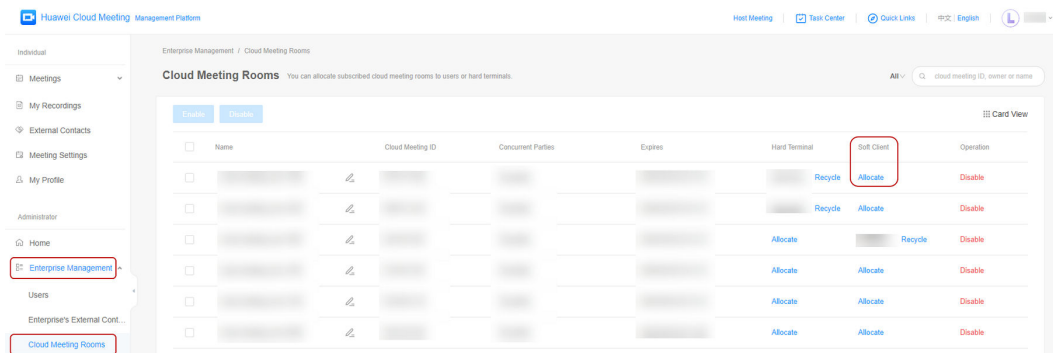 Huawei Cloud Meeting Management Platform
Host Meeting Task Center Quick Links 中文 English L
Individual
Meetings
My Recordings
External Contacts
Meeting Settings
My Profile
Administrator
Home
Enterprise Management
Users
Enterprise's External Cont...
Cloud Meeting Rooms
Enterprise Management / Cloud Meeting Rooms
Cloud Meeting Rooms You can allocate subscribed cloud meeting rooms to users or hard terminals.
All cloud meeting ID, owner or name
Enable Disable Card View
Name Cloud Meeting ID Concurrent Parties Expires Hard Terminal Soft Client Operation
Recycle Allocate Disable
Recycle Allocate Disable
Allocate Recycle Disable
Allocate Allocate Disable
Allocate Allocate Disable
Allocate Allocate Disable